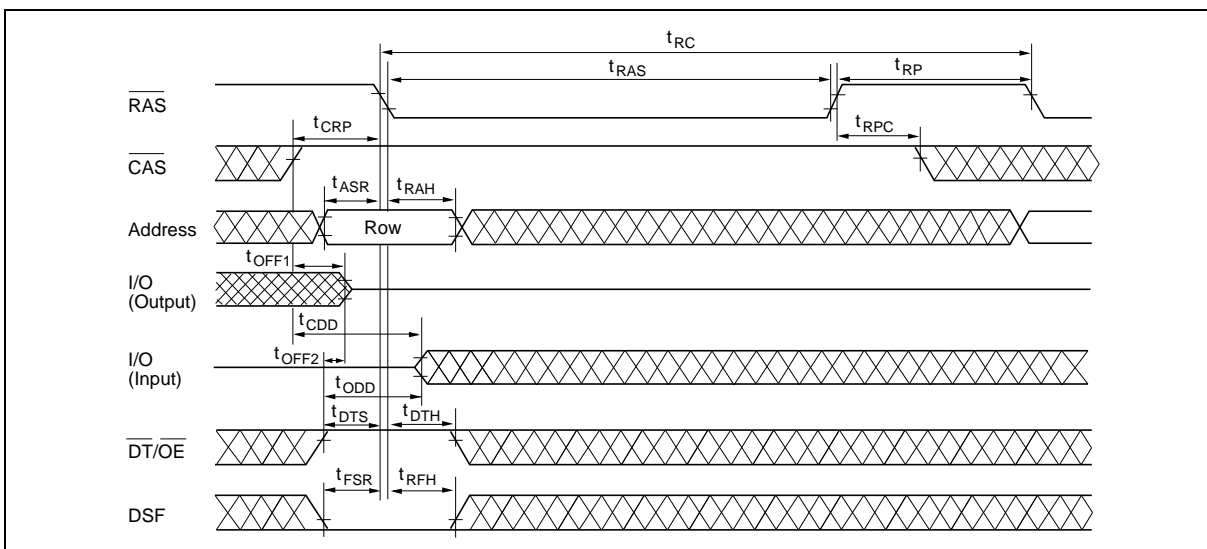 tRC
tRAS
tRP
RAS
tCRP
tRPC
CAS
tASR
tRAH
Address
Row
tOFF1
I/O
(Output)
tCDD
tOFF2
I/O
(Input)
tODD
tDTS
tDTH
DT/OE
tFSR
tRFH
DSF